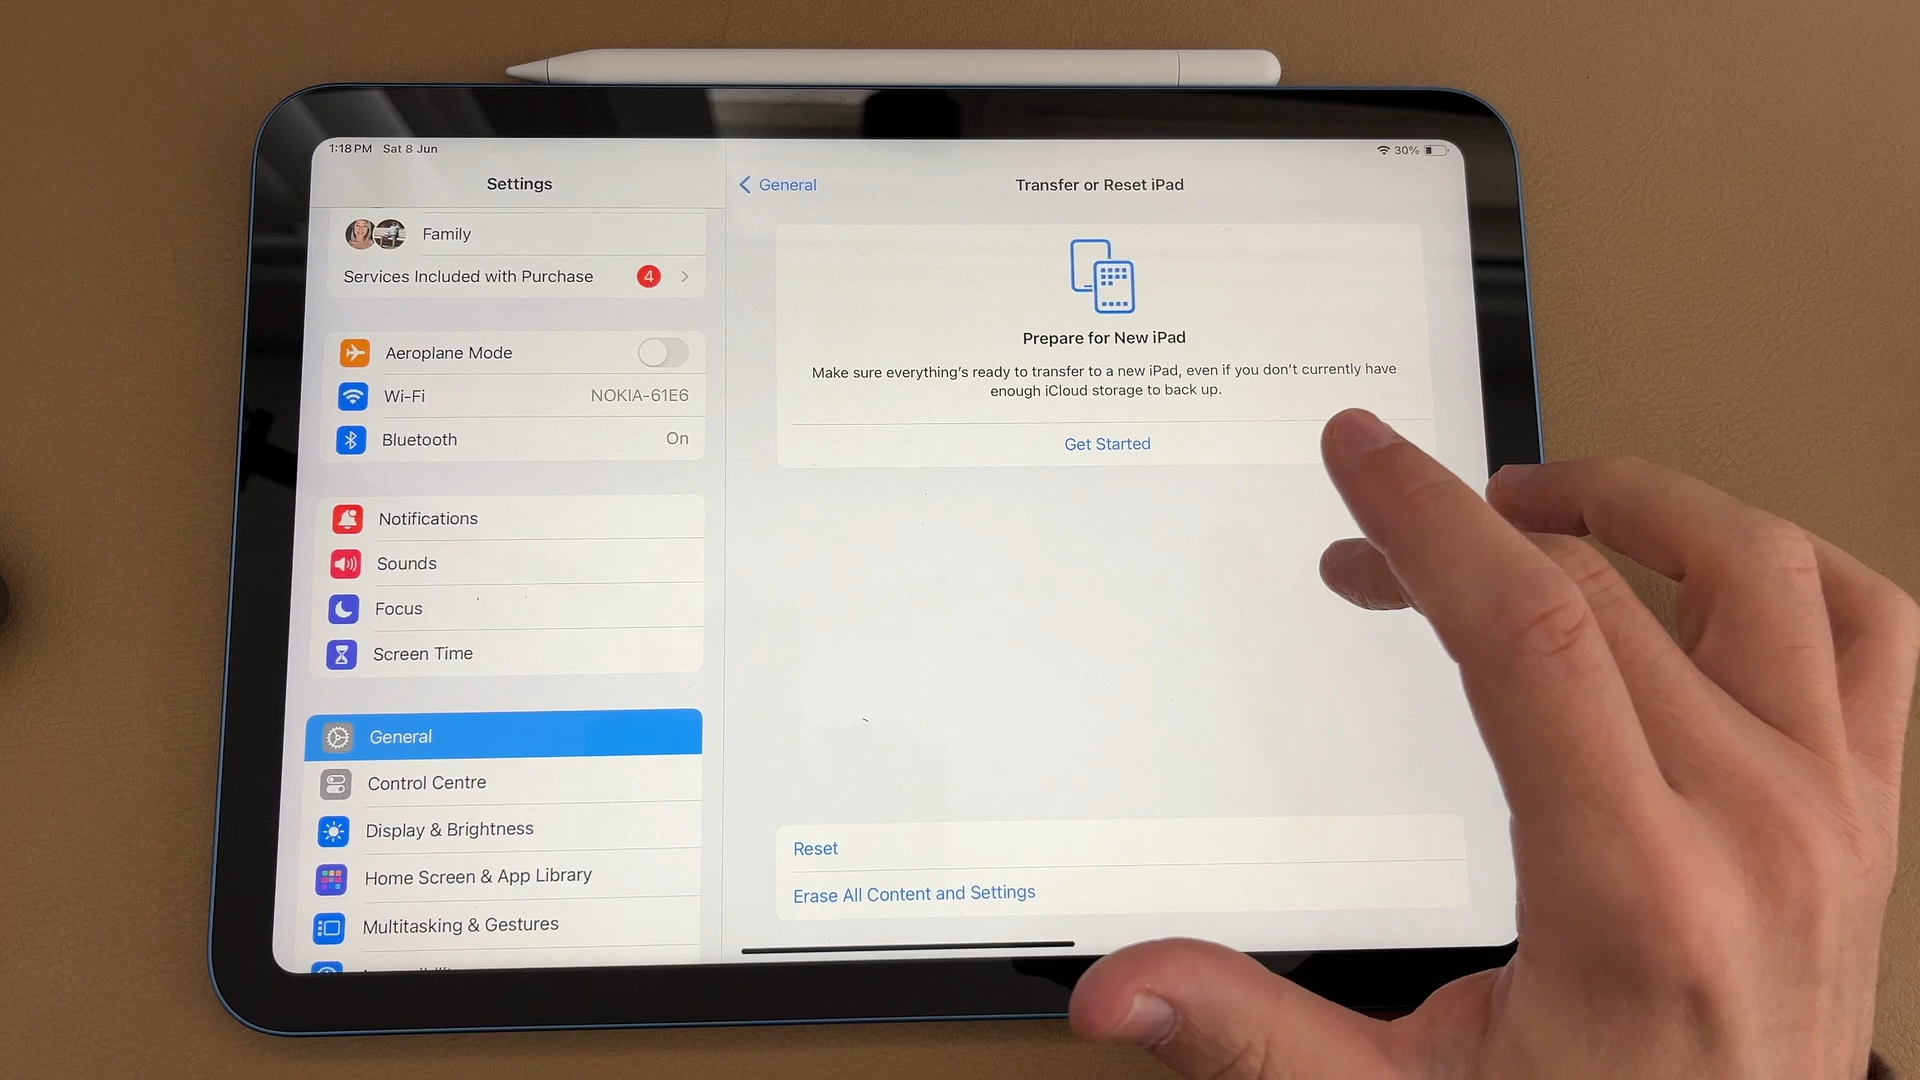 1:18 PM Sat 8 Jun
30%
Settings
Family
Services Included with Purchase 4
Aeroplane Mode
Wi-Fi NOKIA-61E6
Bluetooth On
Notifications
Sounds
Focus
Screen Time
General
Control Centre
Display & Brightness
Home Screen & App Library
Multitasking & Gestures
General
Transfer or Reset iPad
Prepare for New iPad
Make sure everything's ready to transfer to a new iPad, even if you don't currently have
enough iCloud storage to back up.
Get Started
Reset
Erase All Content and Settings